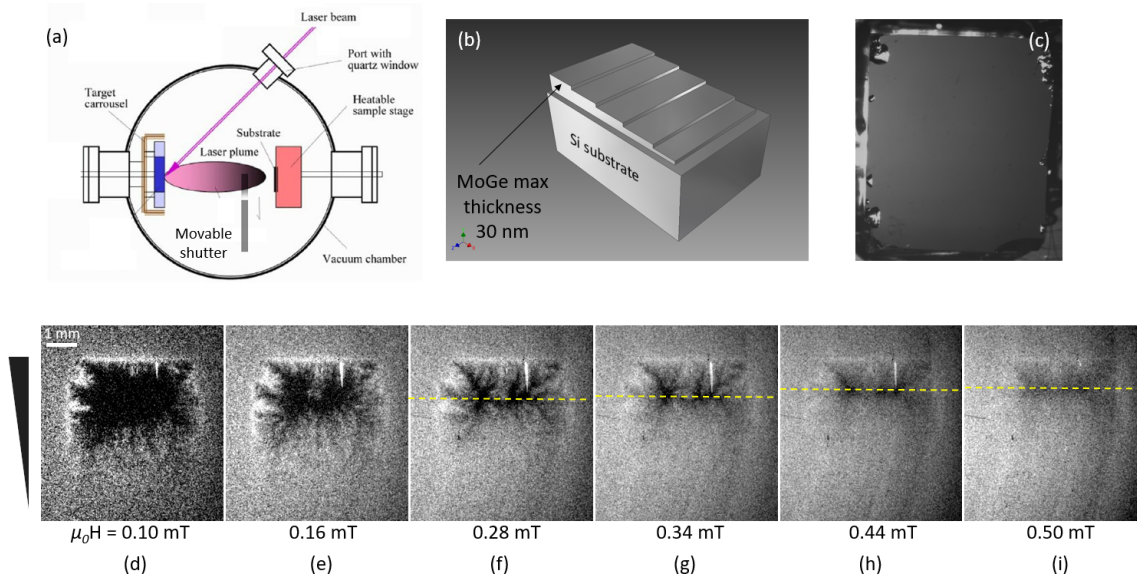 (a)
Laser beam
Port with
quartz window
Target
carrousel
Heatable
sample stage
Substrate
Laser plume
Movable
shutter
Vacuum chamber
(b)
Si substrate
MoGe max
thickness
30 nm
(c)
1 mm
μ₀H = 0.10 mT
0.16 mT
0.28 mT
0.34 mT
0.44 mT
0.50 mT
(d)
(e)
(f)
(g)
(h)
(i)